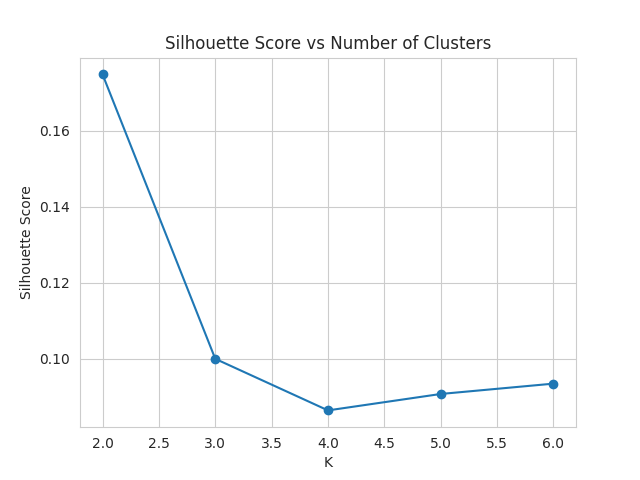 Silhouette Score vs Number of Clusters
Silhouette Score
0.16
0.14
0.12
0.10
2.0 2.5 3.0 3.5 4.0 4.5 5.0 5.5 6.0
K